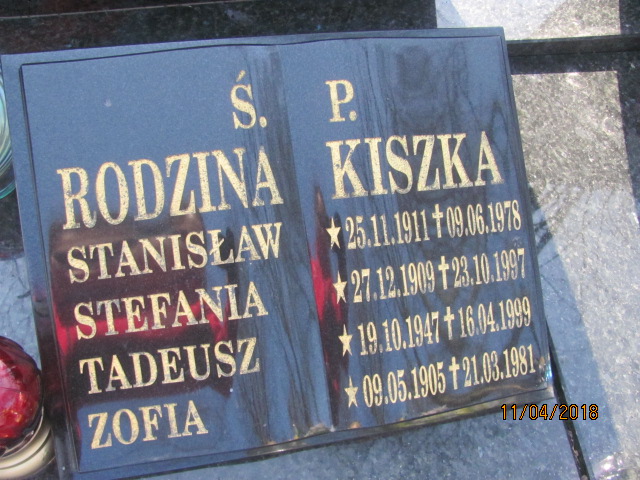 Ś. P.
RODZINA KISZKA
STANISŁAW ★25.11.1911✝09.06.1978
STEFANIA ★27.12.1909✝23.10.1997
TADEUSZ ★19.10.1947✝16.04.1999
ZOFIA ★09.05.1905✝21.03.1981
11/04/2018